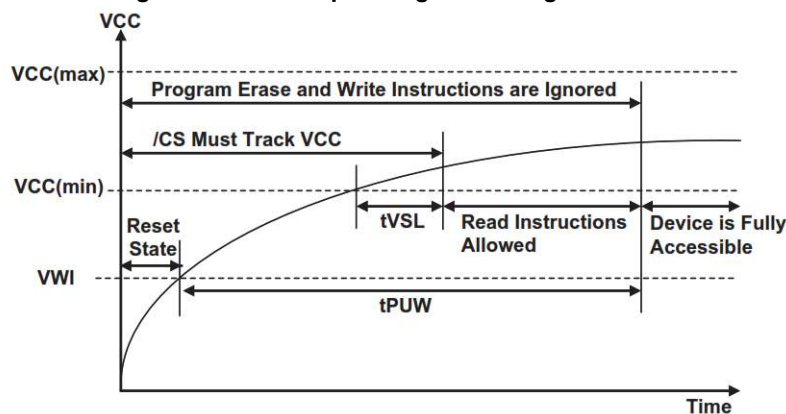 VCC
VCC(max)
Program Erase and Write Instructions are Ignored
/CS Must Track VCC
VCC(min)
tVSL
Read Instructions
Allowed
Device is Fully
Accessible
Reset
State
VWI
tPUW
Time